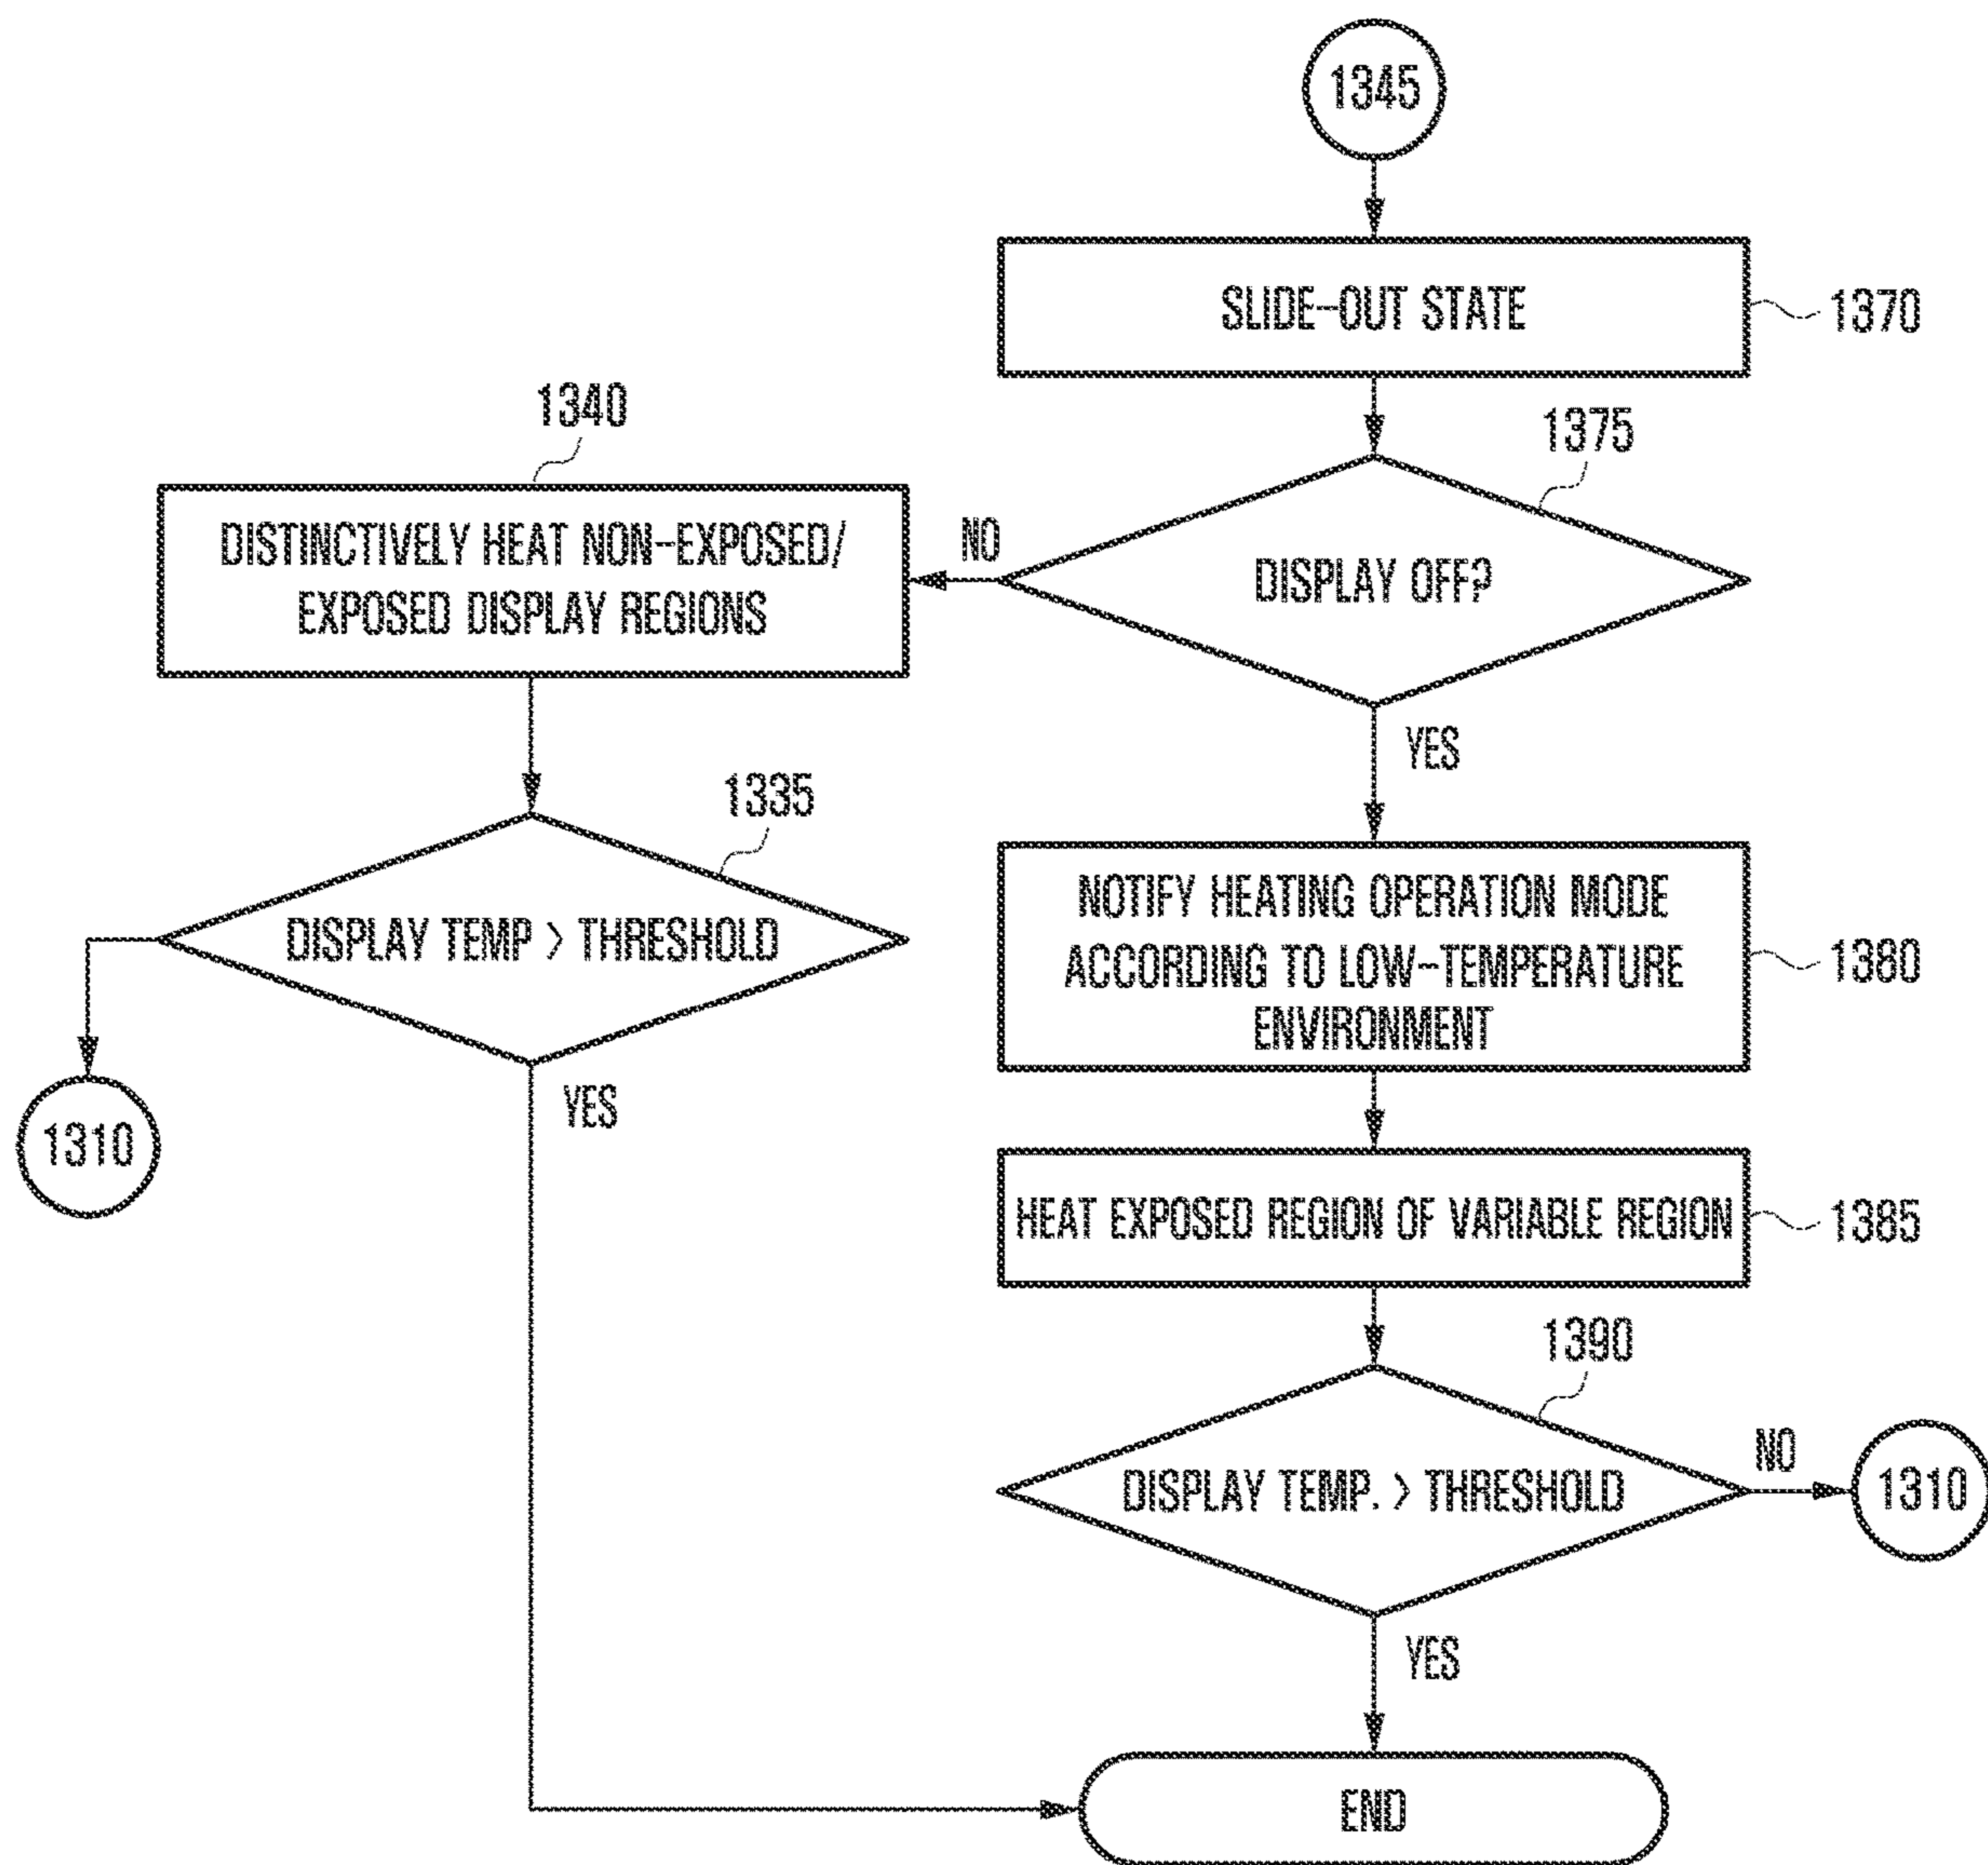 1345
SLIDE-OUT STATE
1370
1375
DISPLAY OFF?
NO
YES
1340
DISTINCTIVELY HEAT NON-EXPOSED/
EXPOSED DISPLAY REGIONS
1335
DISPLAY TEMP > THRESHOLD
YES
1310
NOTIFY HEATING OPERATION MODE
ACCORDING TO LOW-TEMPERATURE
ENVIRONMENT
1380
HEAT EXPOSED REGION OF VARIABLE REGION
1385
1390
DISPLAY TEMP. > THRESHOLD
NO
1310
YES
END